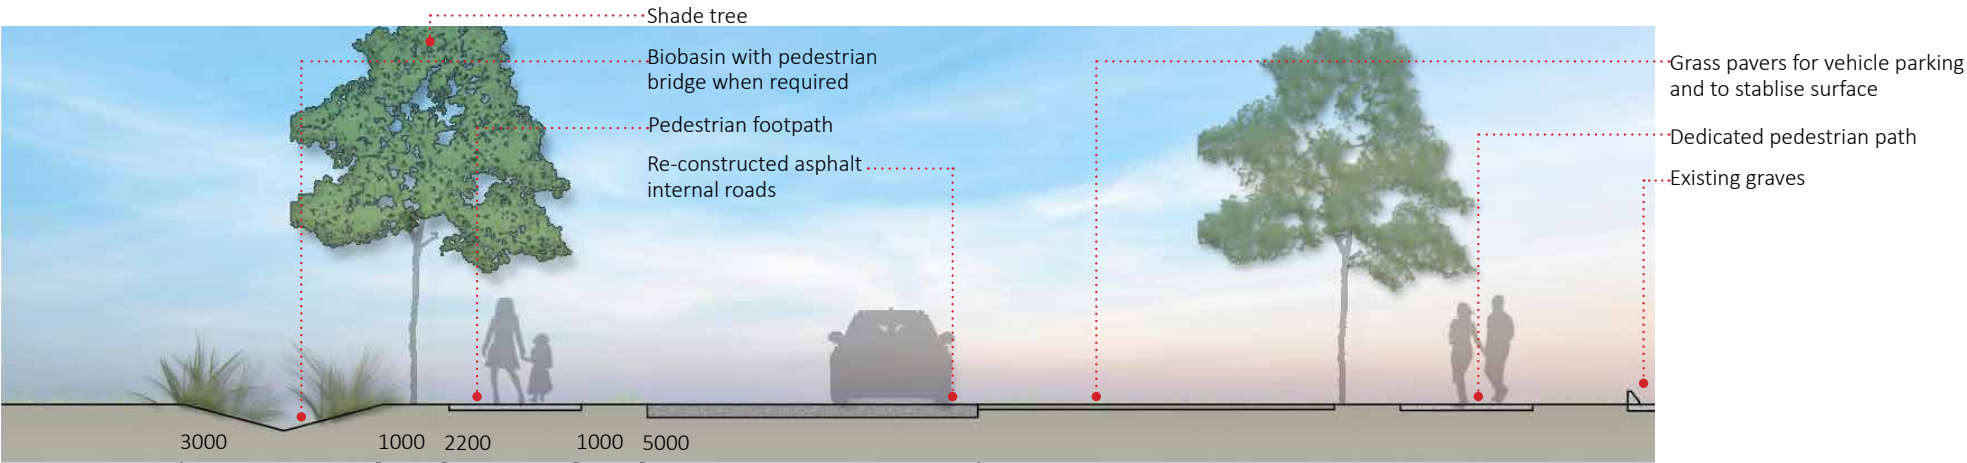 Shade tree
Biobasin with pedestrian
bridge when required
Pedestrian footpath
Re-constructed asphalt
internal roads
Grass pavers for vehicle parking
and to stablise surface
Dedicated pedestrian path
Existing graves
3000 1000 2200 1000 5000